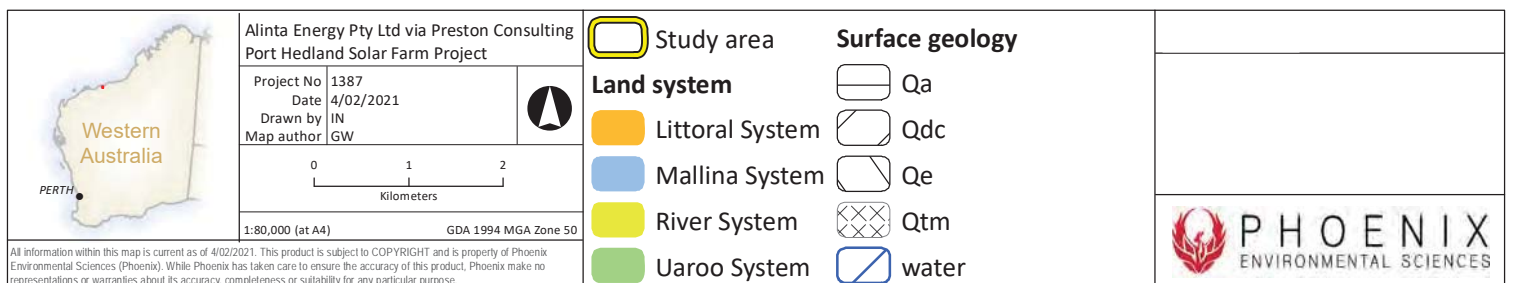 Western
Australia
PERTH
Alinta Energy Pty Ltd via Preston Consulting
Port Hedland Solar Farm Project
Project No 1387
Date 4/02/2021
Drawn by IN
Map author GW
0 1 2
Kilometers
1:80,000 (at A4) GDA 1994 MGA Zone 50
All information within this map is current as of 4/02/2021. This product is subject to COPYRIGHT and is property of Phoenix
Environmental Sciences (Phoenix). While Phoenix has taken care to ensure the accuracy of this product, Phoenix make no
representations or warranties about its accuracy, completeness or suitability for any particular purpose.
Study area
Land system
Littoral System
Mallina System
River System
Uaroo System
Surface geology
Qa
Qdc
Qe
Qtm
water
PHOENIX
ENVIRONMENTAL SCIENCES